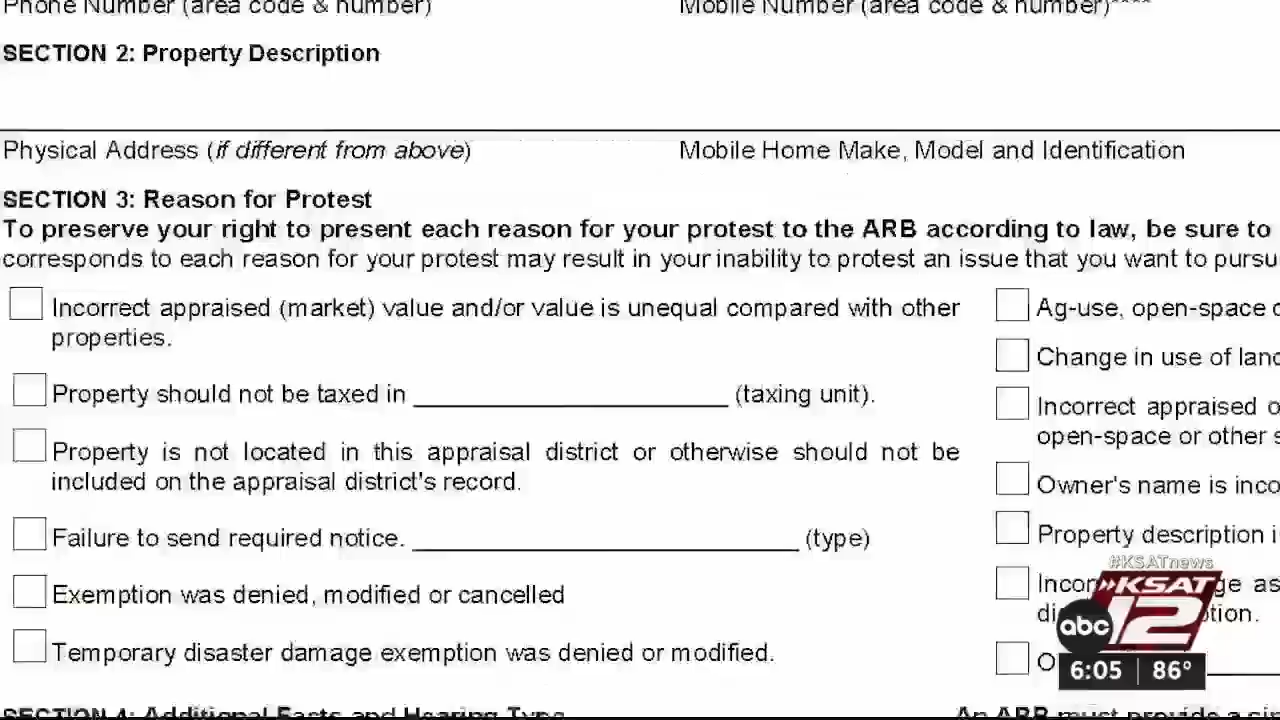 Phone Number (area code & number)
Mobile Number (area code & number)****
SECTION 2: Property Description
Physical Address (if different from above)
Mobile Home Make, Model and Identification
SECTION 3: Reason for Protest
To preserve your right to present each reason for your protest to the ARB according to law, be sure to
corresponds to each reason for your protest may result in your inability to protest an issue that you want to pursu
Incorrect appraised (market) value and/or value is unequal compared with other
properties.
Property should not be taxed in (taxing unit).
Property is not located in this appraisal district or otherwise should not be
included on the appraisal district's record.
Failure to send required notice. (type)
Exemption was denied, modified or cancelled
Temporary disaster damage exemption was denied or modified.
Ag-use, open-space
Change in use of lan
Incorrect appraised o
open-space or other s
Owner's name is inco
Property description i
#KSATnews
KSAT
12
abc
6:05 86°
SECTION 4: Additional Facts and Hearing Type
An ARB must provide a sin